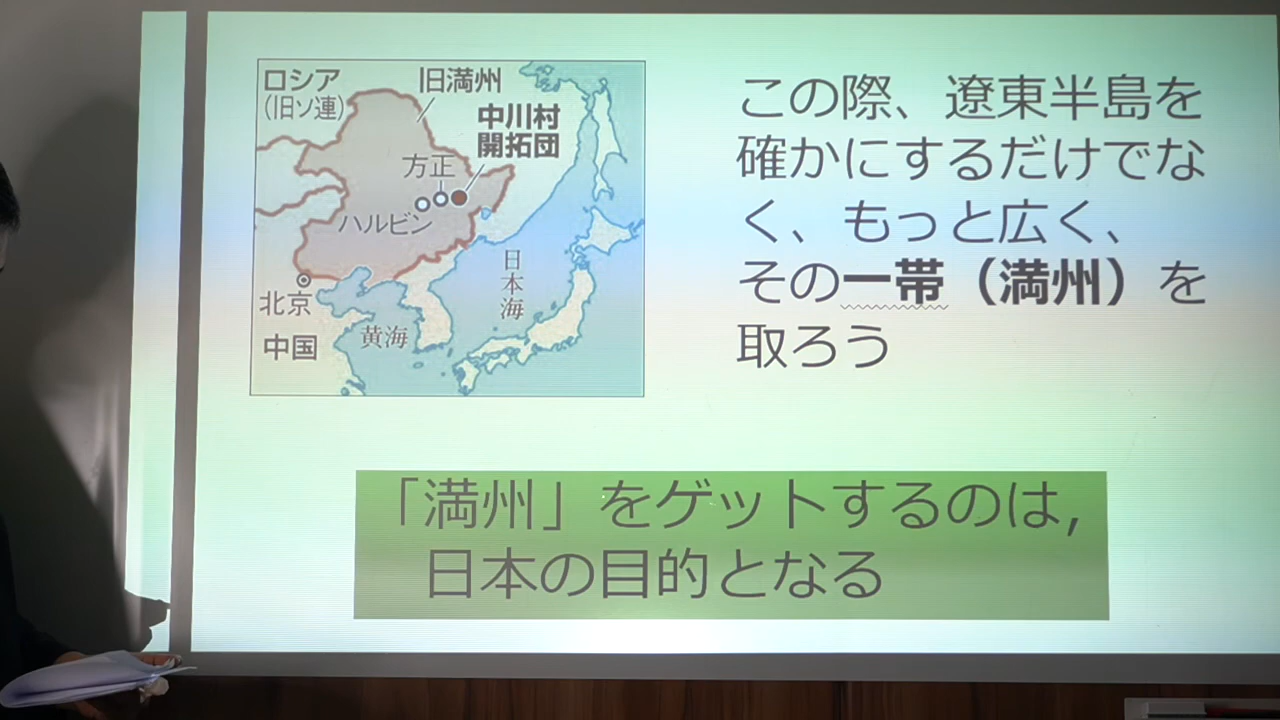 ロシア
(旧ソ連)
旧満州
中川村
開拓団
方正
ハルビン
北京
中国
黄海
日本海
この際、遼東半島を
確かにするだけでな
く、もっと広く、
その一帯（満州）を
取ろう
「満州」をゲットするのは,
日本の目的となる